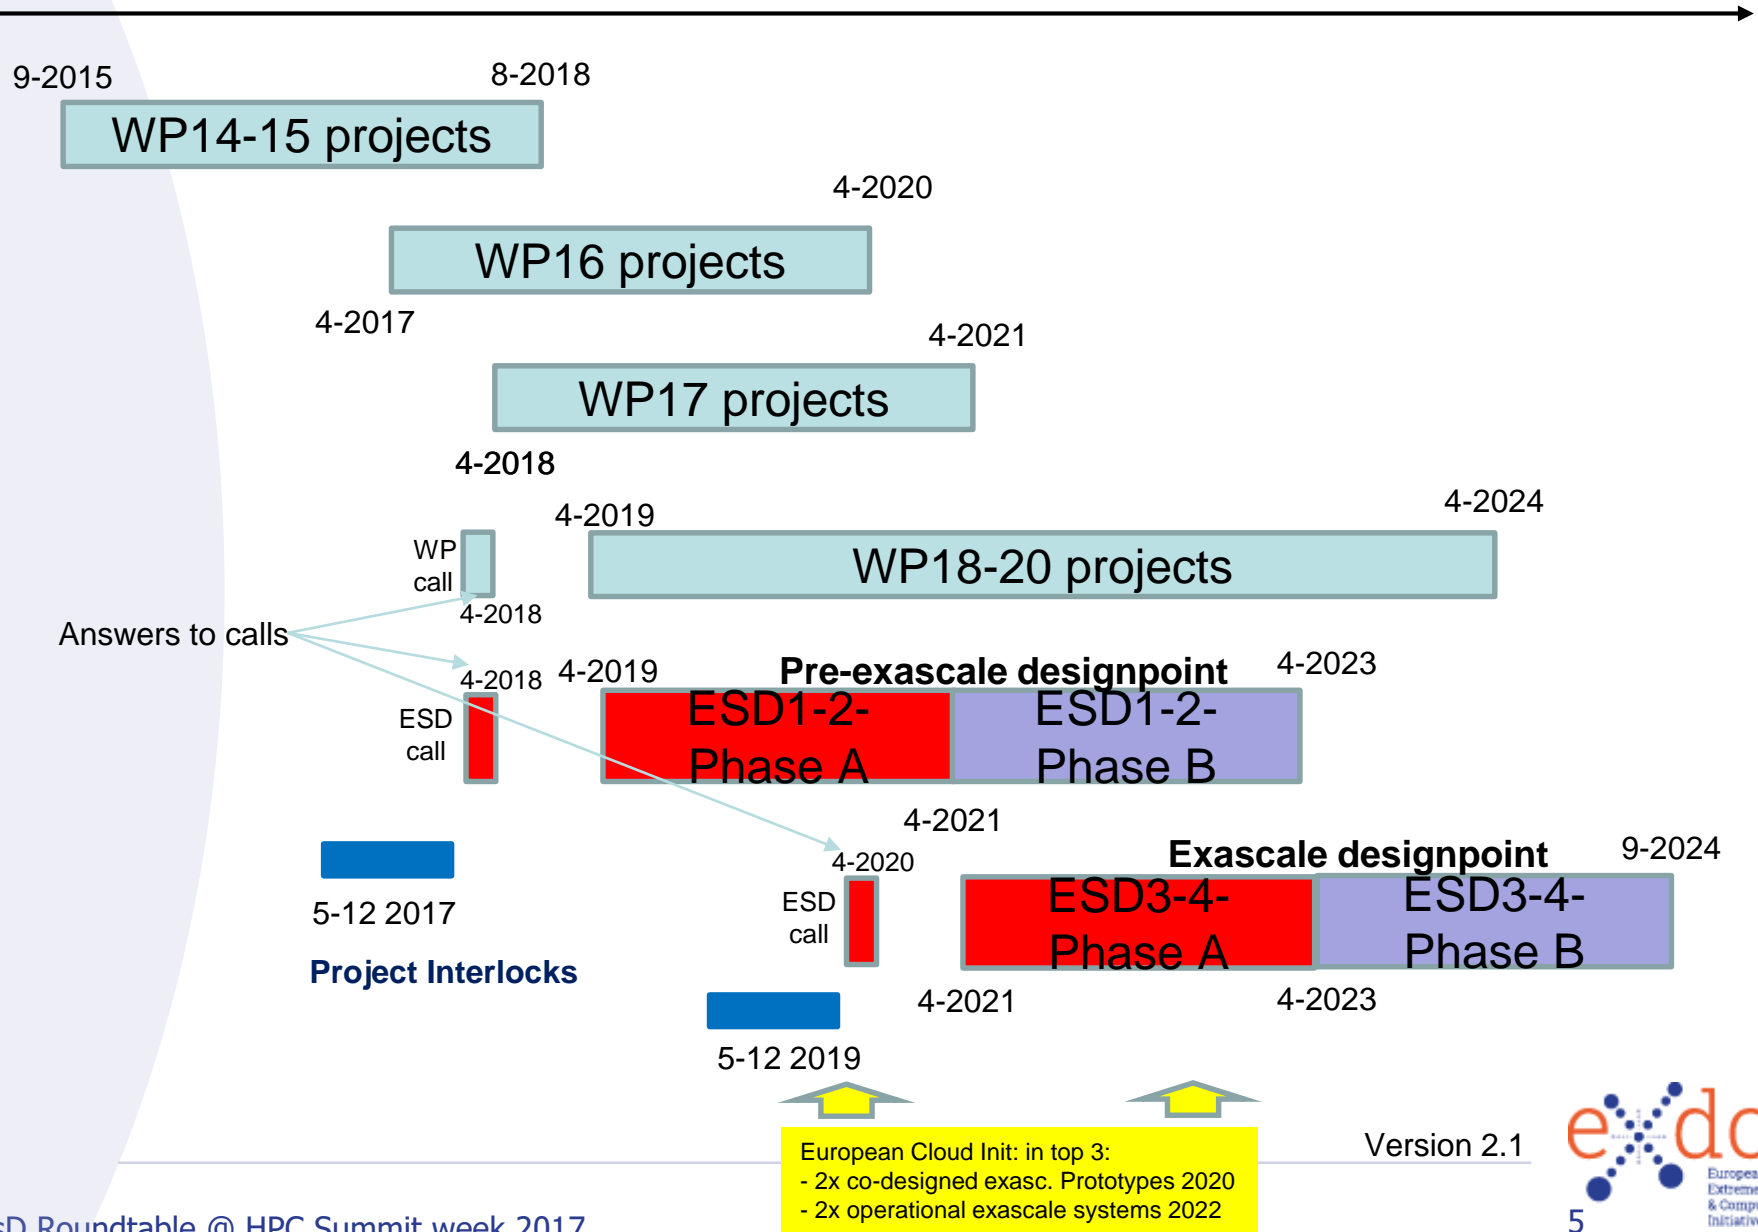 9-2015
8-2018
WP14-15 projects
4-2020
WP16 projects
4-2017
4-2021
WP17 projects
4-2018
4-2019
4-2024
WP
call
WP18-20 projects
4-2018
Answers to calls
4-2018
4-2019
Pre-exascale designpoint
4-2023
ESD
call
ESD1-2-
Phase A
ESD1-2-
Phase B
4-2021
4-2020
Exascale designpoint
9-2024
ESD
call
ESD3-4-
Phase A
ESD3-4-
Phase B
5-12 2017
Project Interlocks
4-2021
4-2023
5-12 2019
European Cloud Init: in top 3:
- 2x co-designed exasc. Prototypes 2020
- 2x operational exascale systems 2022
Version 2.1
Extreme
& Comp
Initiativ
sD Roundtable @ HPC Summit week 2017
5